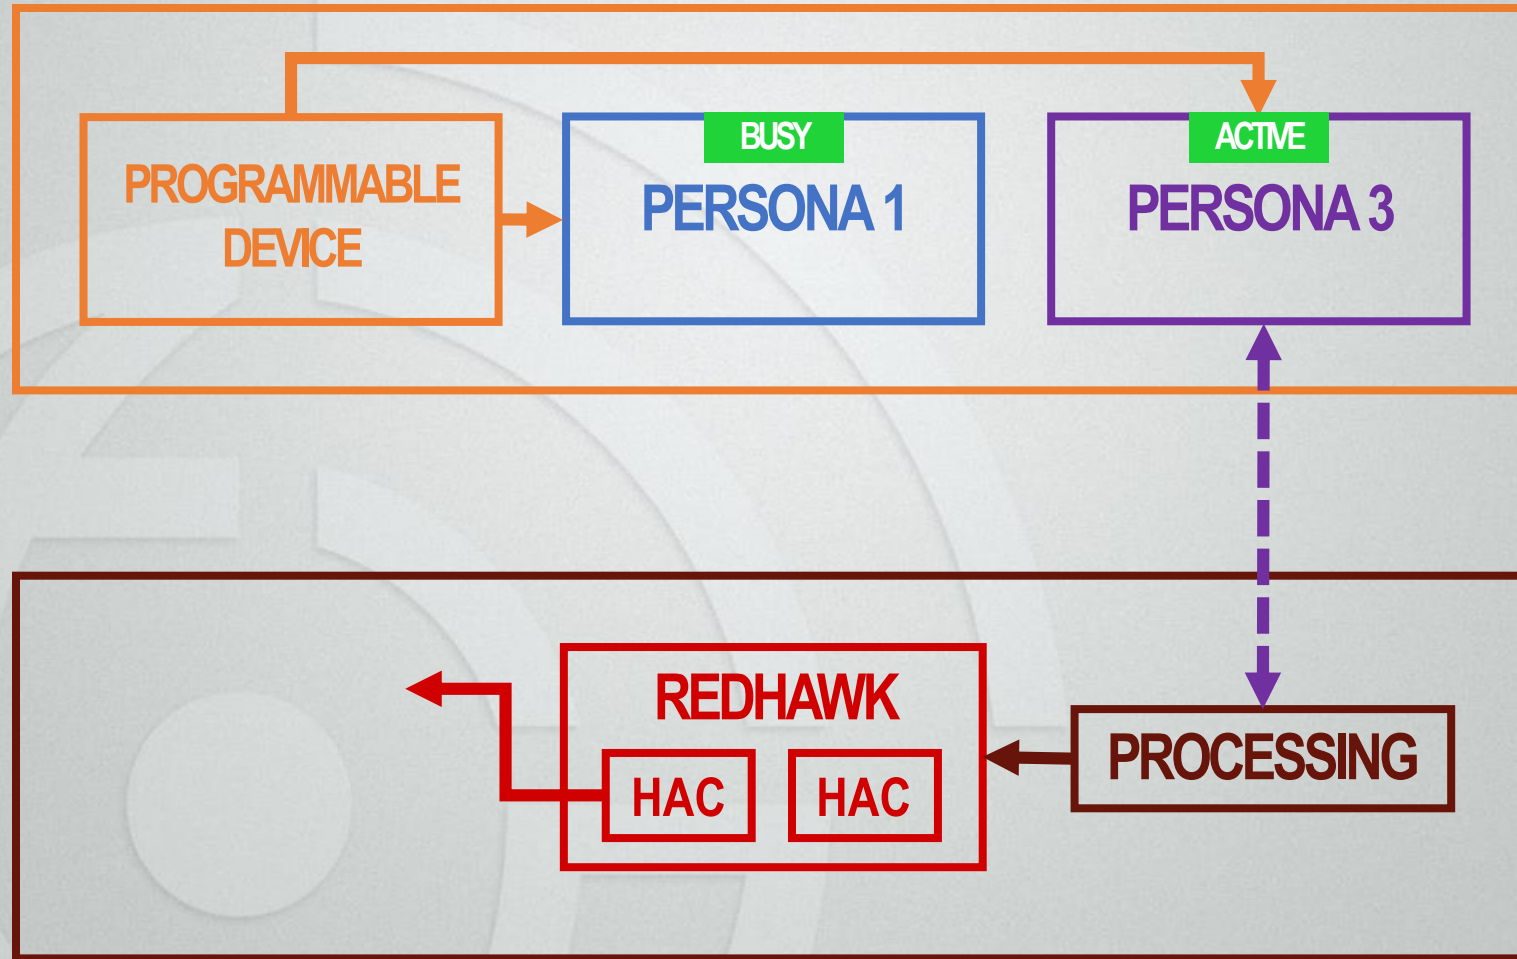 BUSY
ACTIVE
PROGRAMMABLE
DEVICE
PERSONA 1
PERSONA 3
REDHAWK
HAC
HAC
PROCESSING